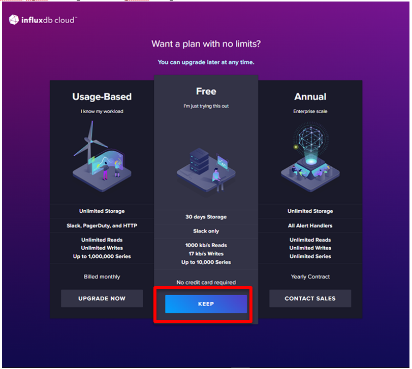 influxdb cloud™
Want a plan with no limits?
You can upgrade later at any time.
Usage-Based
I know my workload
Unlimited Storage
Slack, PagerDuty, and HTTP
Unlimited Reads
Unlimited Writes
Up to 1,000,000 Series
Billed monthly
UPGRADE NOW
Free
I'm just trying this out
30 days Storage
Slack only
1000 kb/s Reads
17 kb/s Writes
Up to 10,000 Series
No credit card required
KEEP
Annual
Enterprise scale
Unlimited Storage
All Alert Handlers
Unlimited Reads
Unlimited Writes
Unlimited Series
Yearly Contract
CONTACT SALES